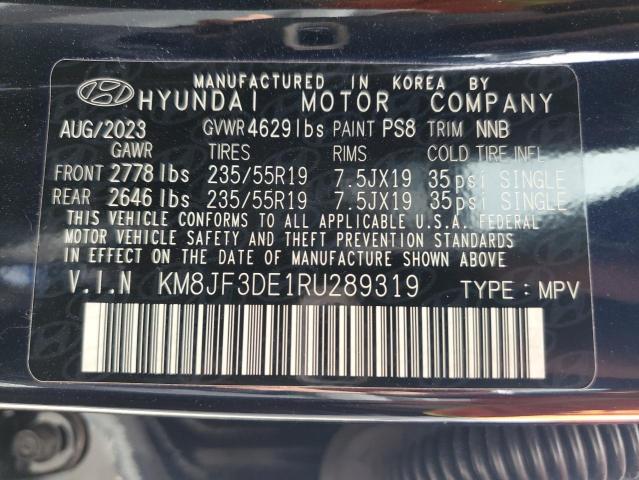 MANUFACTURED IN KOREA BY
HYUNDAI MOTOR COMPANY
AUG/2023 GVWR 4629 lbs PAINT PS8 TRIM NNB
GAWR TIRES RIMS COLD TIRE INFL
FRONT 2778 lbs 235/55R19 7.5JX19 35psi SINGLE
REAR 2646 lbs 235/55R19 7.5JX19 35psi SINGLE
THIS VEHICLE CONFORMS TO ALL APPLICABLE U.S.A. FEDERAL
MOTOR VEHICLE SAFETY AND THEFT PREVENTION STANDARDS
IN EFFECT ON THE DATE OF MANUFACTURE SHOWN ABOVE.
V.I.N KM8JF3DE1RU289319 TYPE : MPV